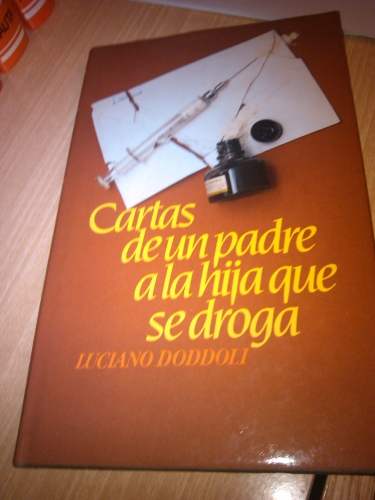 Cartas
de un padre
a la hija que
se droga
LUCIANO DODDOLI